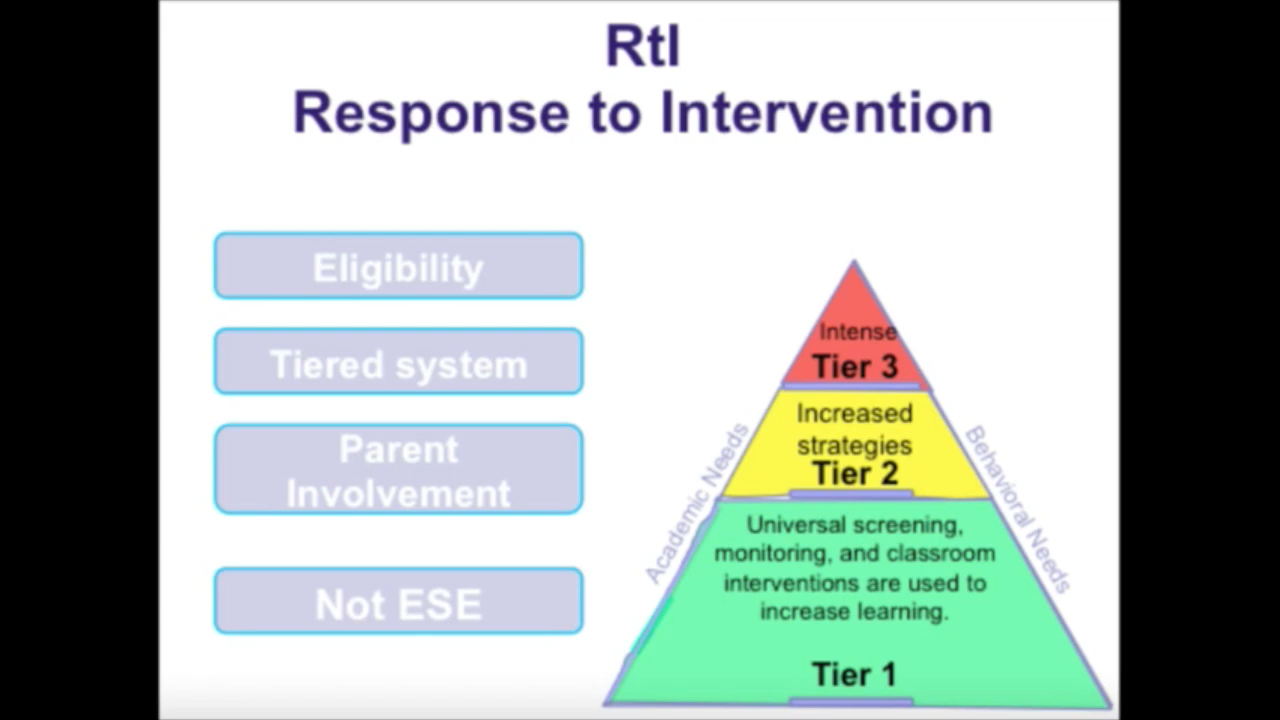 RtI
Response to Intervention
Eligibility
Tiered system
Parent
Involvement
Not ESE
Intense
Tier 3
Increased
strategies
Tier 2
Academic Needs
Behavioral Needs
Universal screening,
monitoring, and classroom
interventions are used to
increase learning.
Tier 1